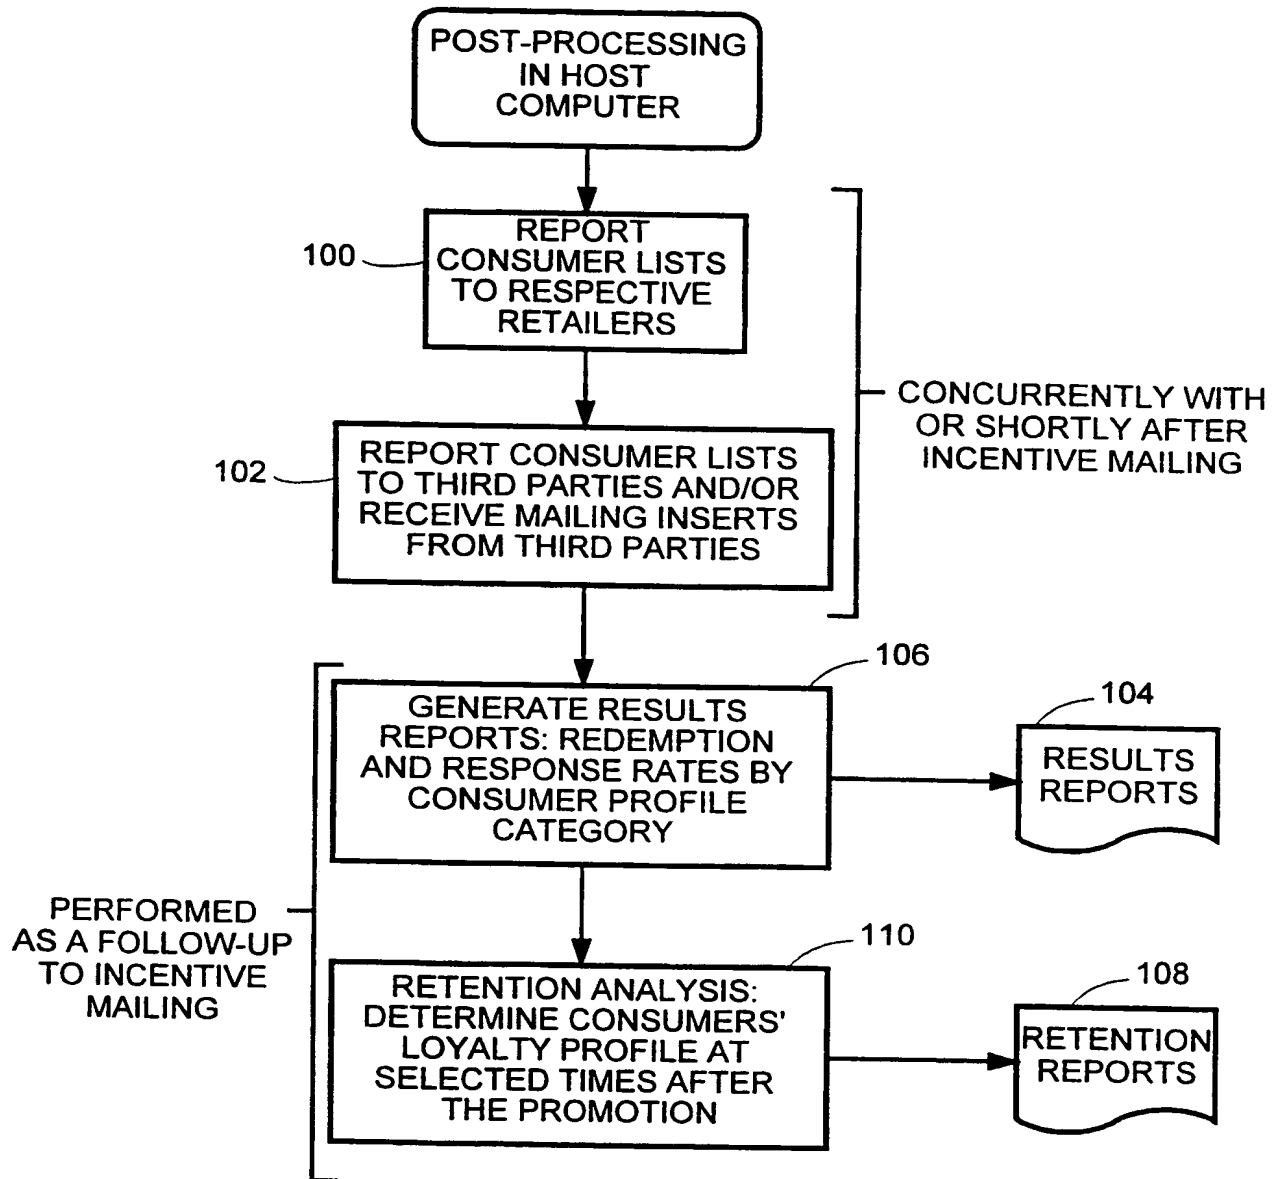 POST-PROCESSING
IN HOST
COMPUTER
100
REPORT
CONSUMER LISTS
TO RESPECTIVE
RETAILERS
CONCURRENTLY WITH
OR SHORTLY AFTER
INCENTIVE MAILING
102
REPORT CONSUMER LISTS
TO THIRD PARTIES AND/OR
RECEIVE MAILING INSERTS
FROM THIRD PARTIES
106
GENERATE RESULTS
REPORTS: REDEMPTION
AND RESPONSE RATES BY
CONSUMER PROFILE
CATEGORY
104
RESULTS
REPORTS
PERFORMED
AS A FOLLOW-UP
TO INCENTIVE
MAILING
110
RETENTION ANALYSIS:
DETERMINE CONSUMERS'
LOYALTY PROFILE AT
SELECTED TIMES AFTER
THE PROMOTION
108
RETENTION
REPORTS